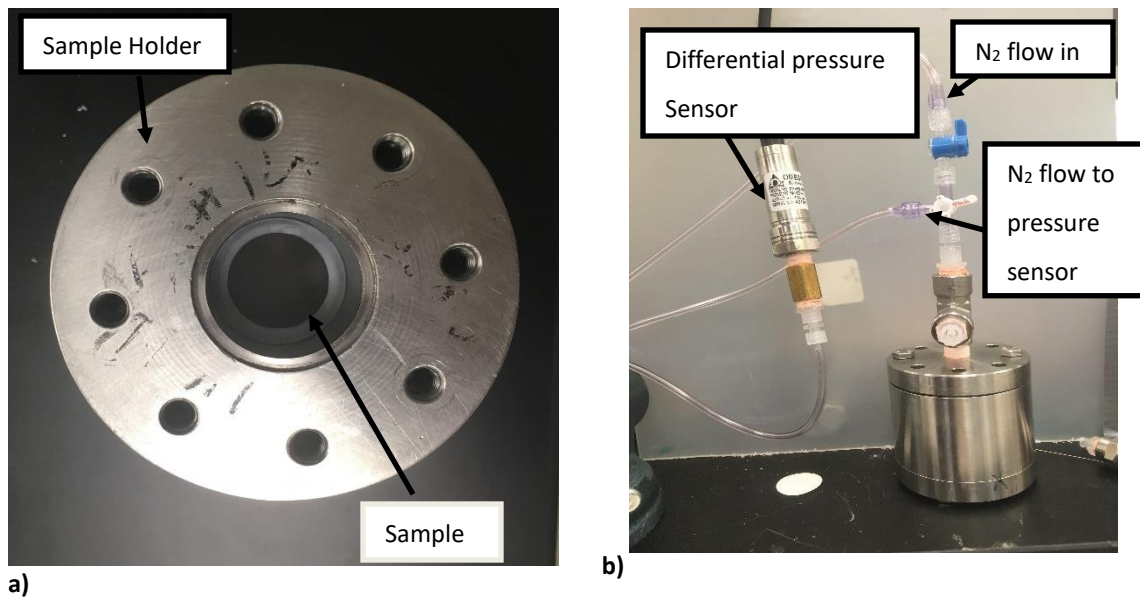 Sample Holder
Sample
a)
Differential pressure
Sensor
N₂ flow in
N₂ flow to
pressure
sensor
b)